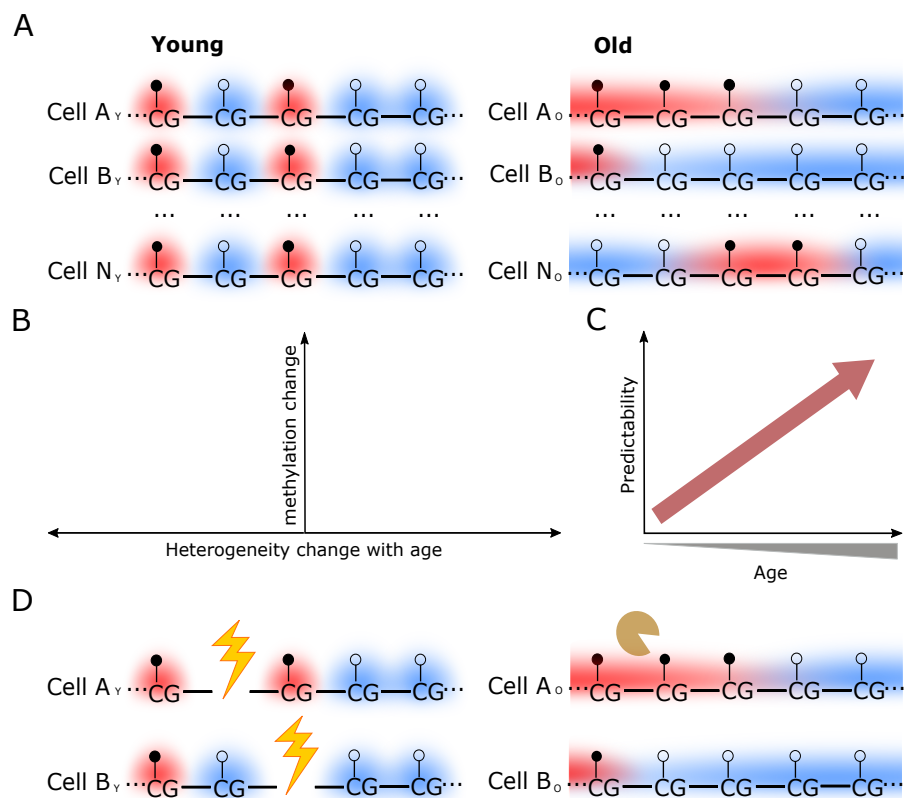 A
Young
Old
Cell A Y ... CG CG CG CG CG ...
Cell A O ... CG CG CG CG CG ...
Cell B Y ... CG CG CG CG CG ...
Cell B O ... CG CG CG CG CG ...
... ... ... ... ...
... ... ... ... ...
Cell N Y ... CG CG CG CG CG ...
Cell N O ... CG CG CG CG CG ...
B
methylation change
Heterogeneity change with age
C
Predictability
Age
D
Cell A Y ... CG CG CG CG ...
Cell A O ... CG CG CG CG CG ...
Cell B Y ... CG CG CG CG ...
Cell B O ... CG CG CG CG CG ...